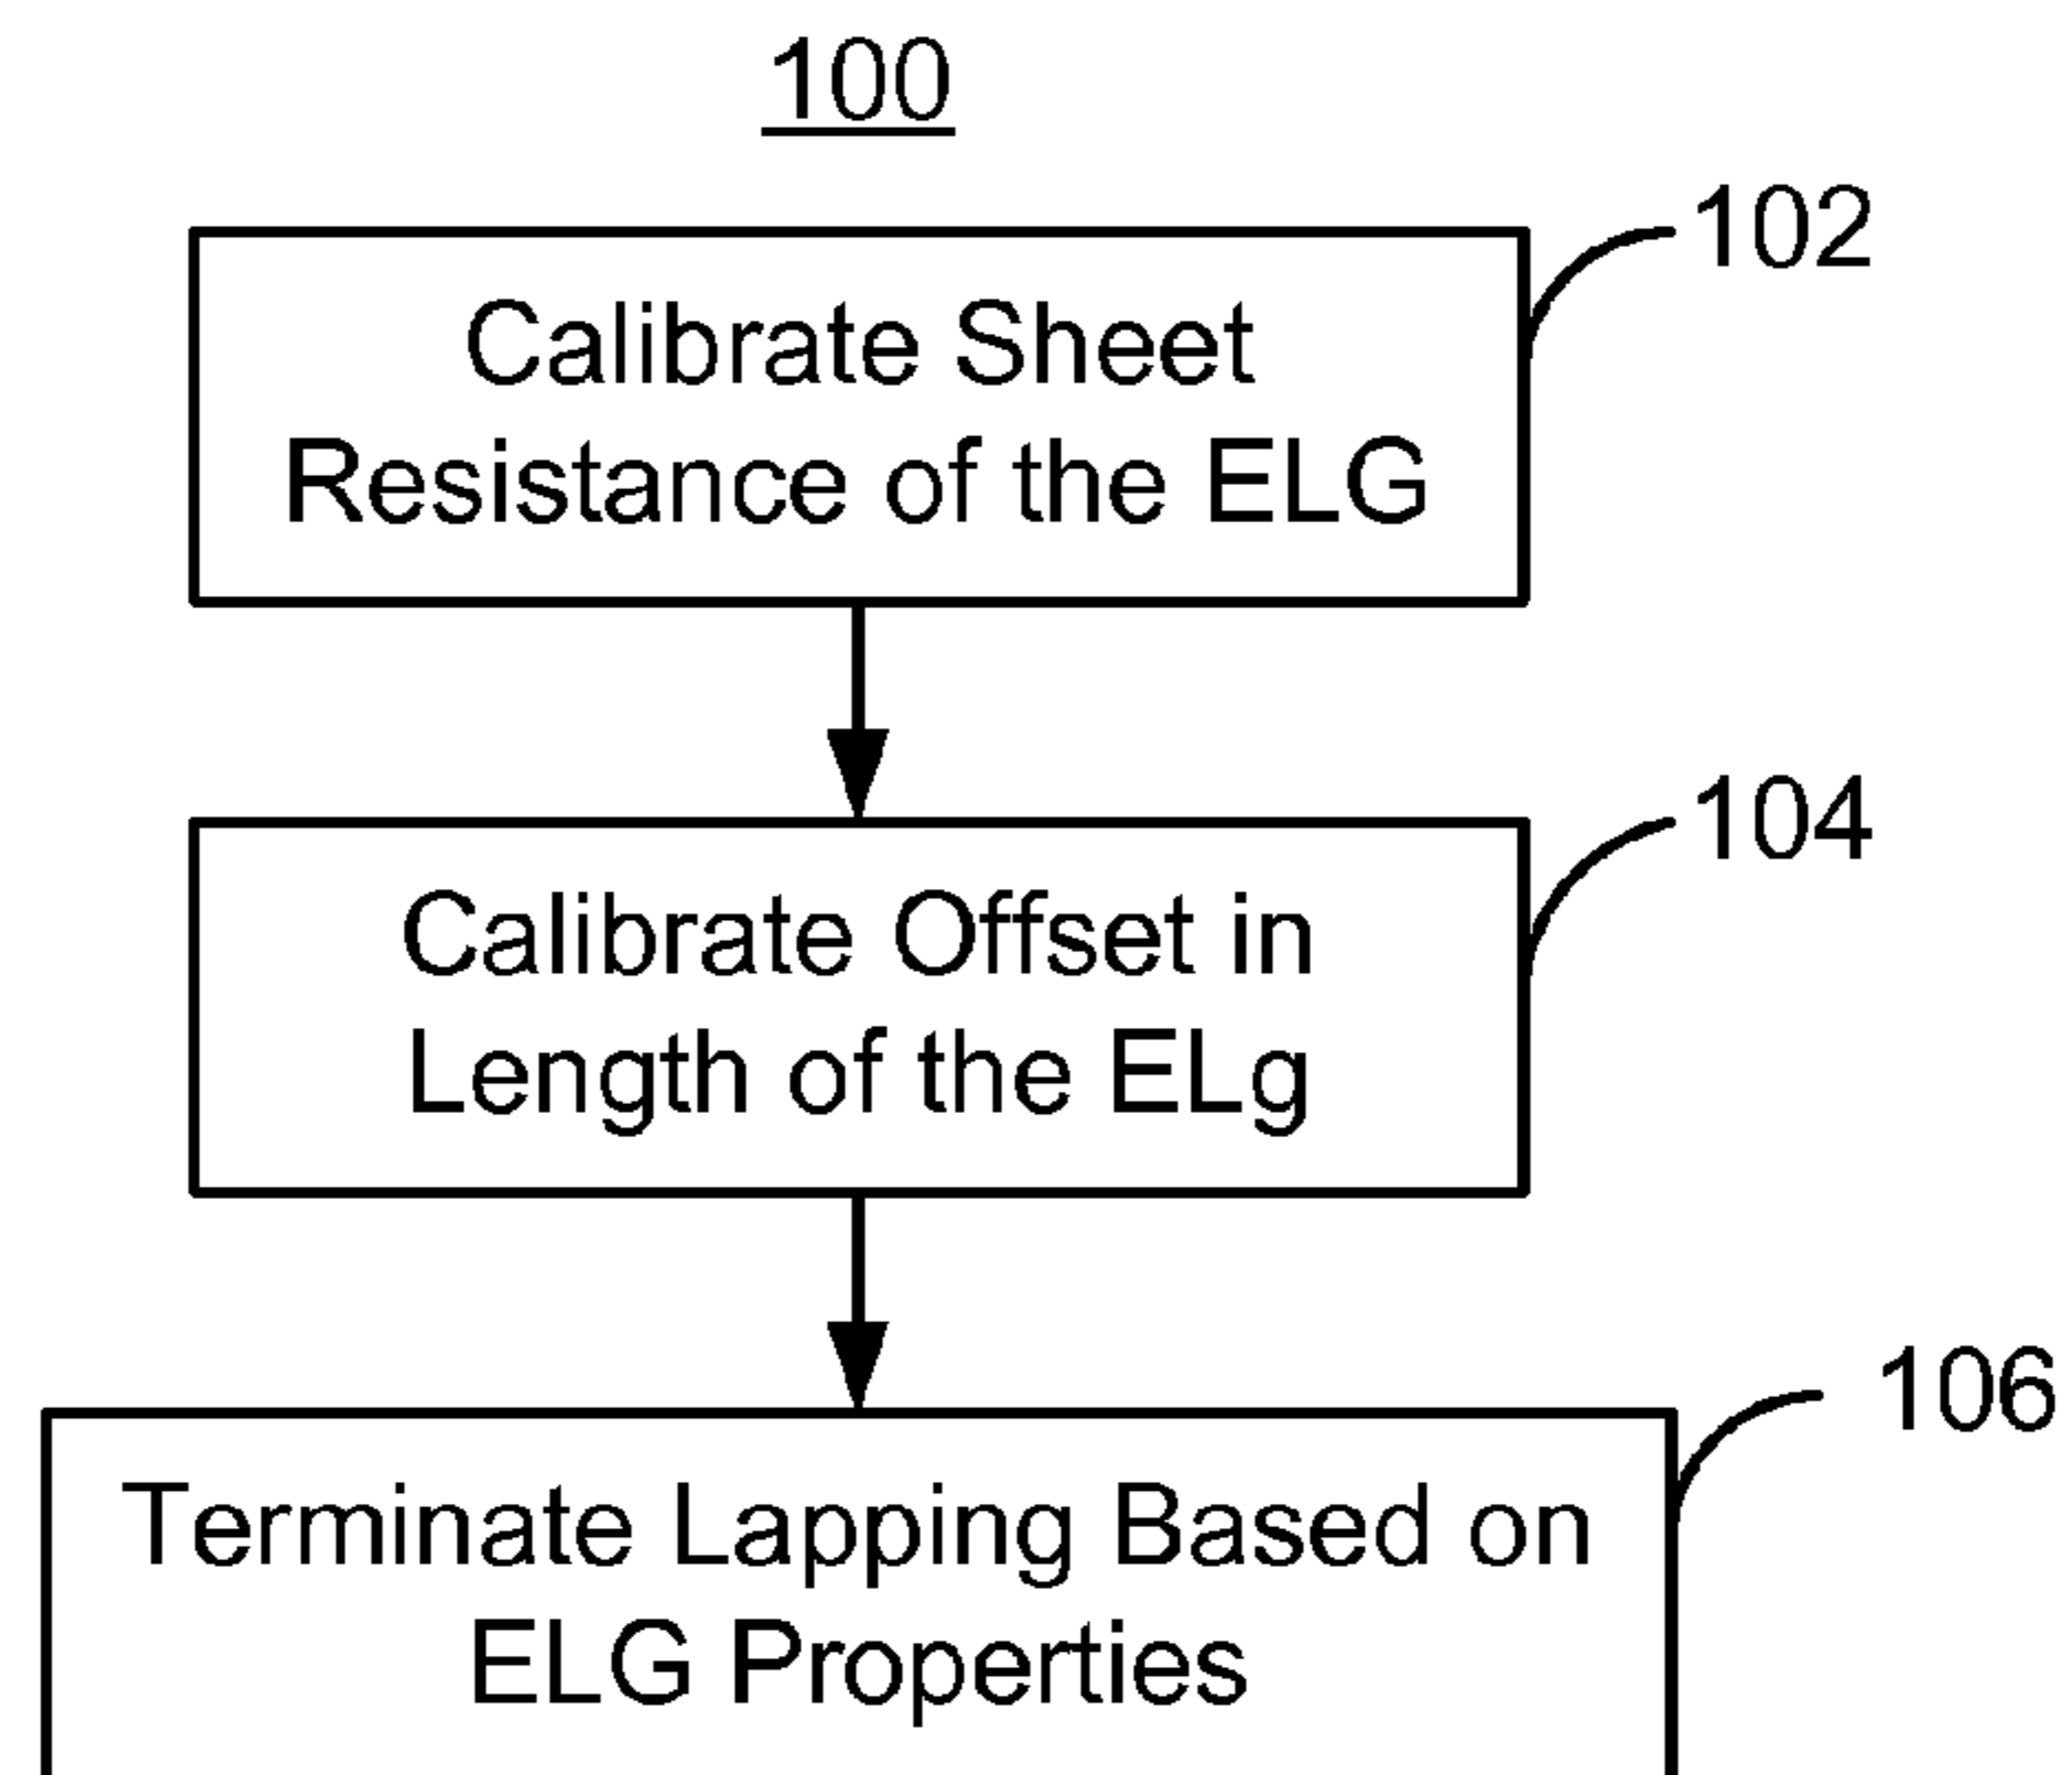 100
102
Calibrate Sheet
Resistance of the ELG
104
Calibrate Offset in
Length of the ELg
106
Terminate Lapping Based on
ELG Properties